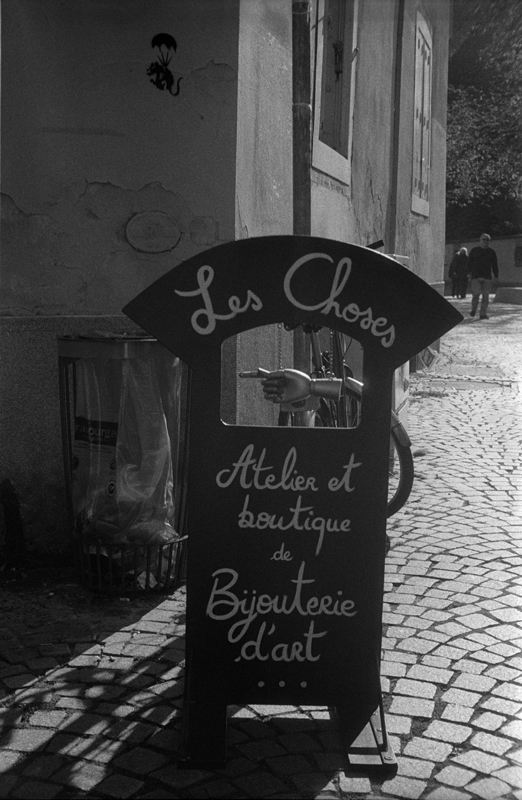 Les Choses
Atelier et
boutique
de
Bijouterie
d'art
...